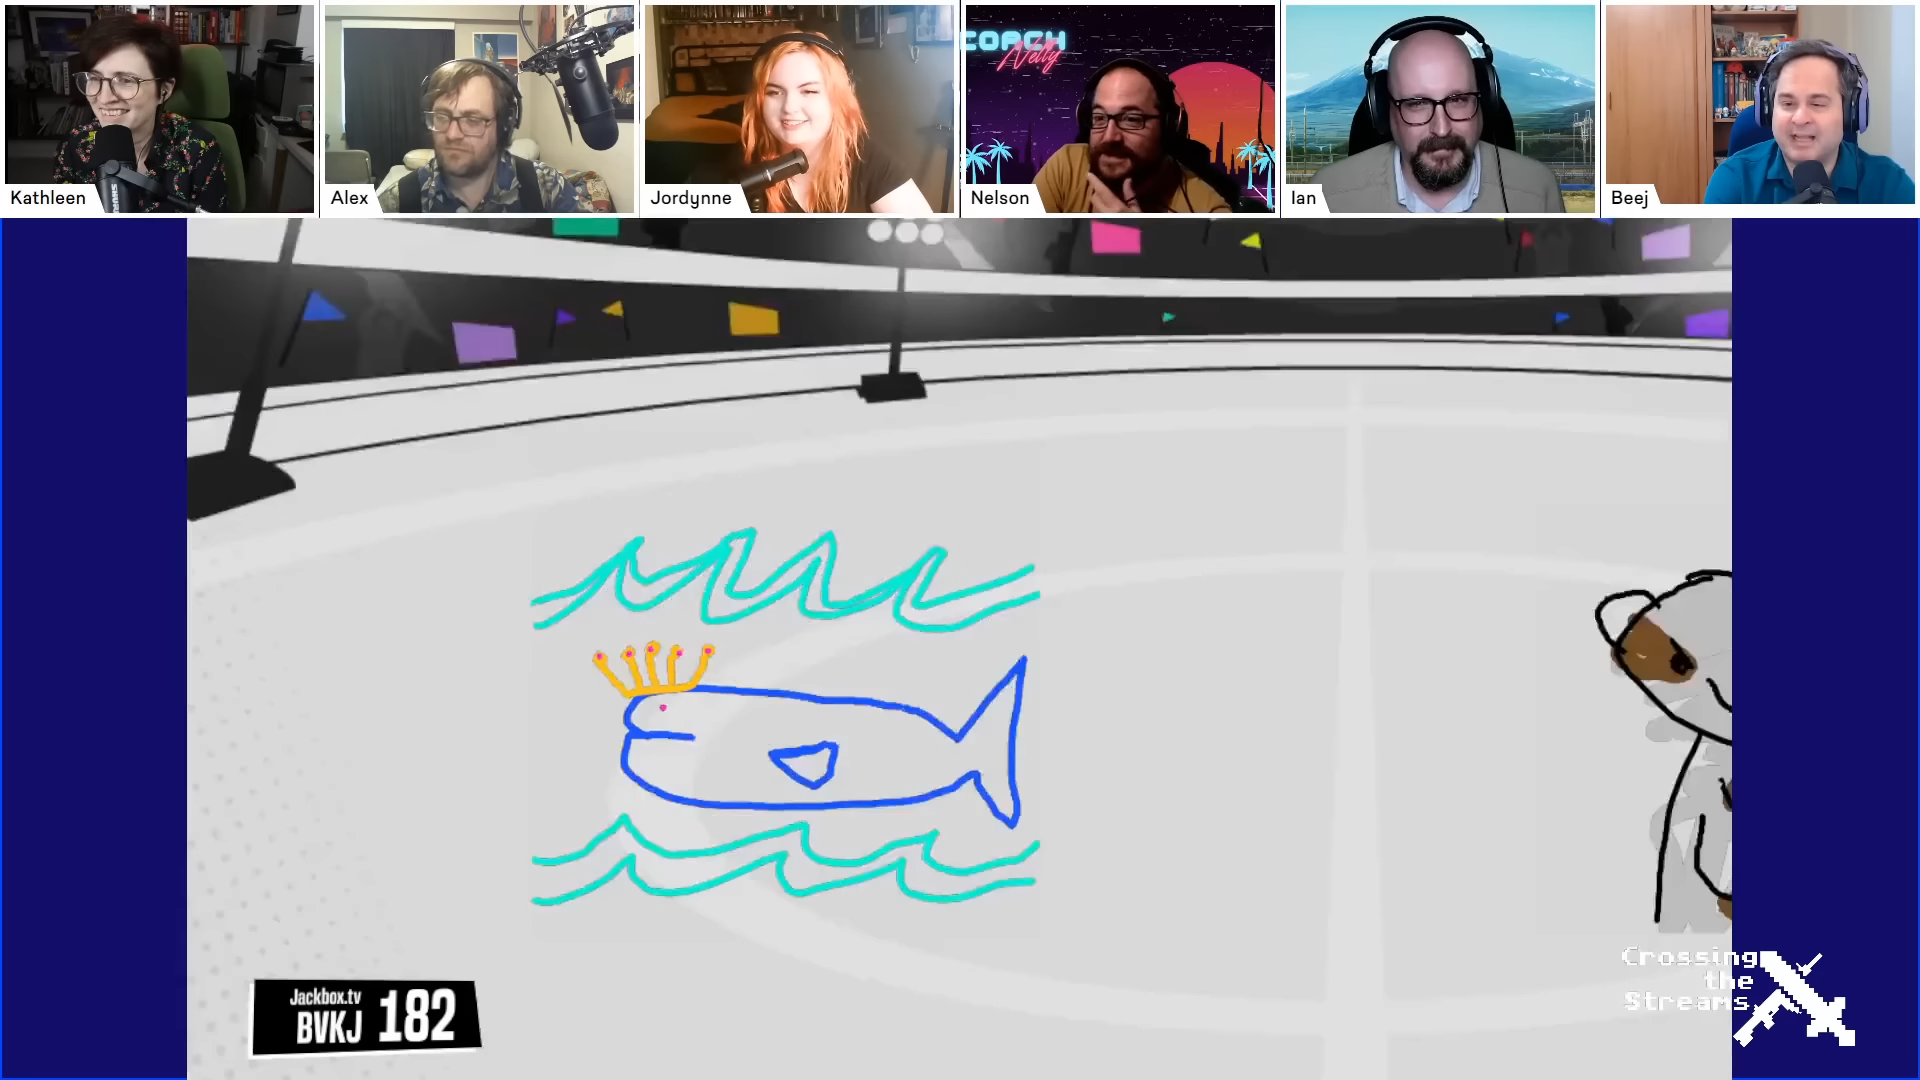 COACH
Nelly
Kathleen
Alex
Jordynne
Nelson
Ian
Beej
Jackbox.tv
BVKJ
182
Crossing
the
Streams